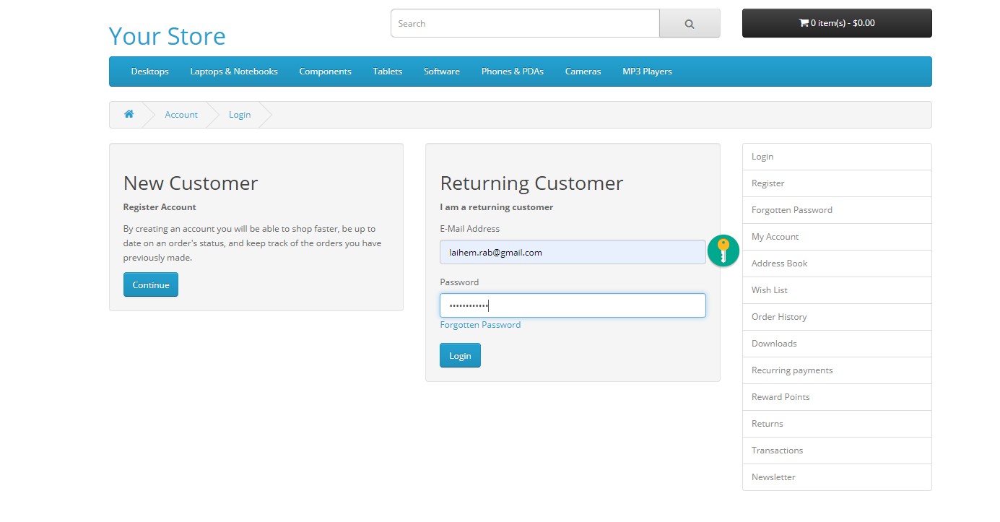 Your Store
Search
0 item(s) - $0.00
Desktops Laptops & Notebooks Components Tablets Software Phones & PDAs Cameras MP3 Players
Account Login
New Customer
Register Account
By creating an account you will be able to shop faster, be up to
date on an order's status, and keep track of the orders you have
previously made.
Continue
Returning Customer
I am a returning customer
E-Mail Address
laihem.rab@gmail.com
Password
••••••••••••
Forgotten Password
Login
Login
Register
Forgotten Password
My Account
Address Book
Wish List
Order History
Downloads
Recurring payments
Reward Points
Returns
Transactions
Newsletter